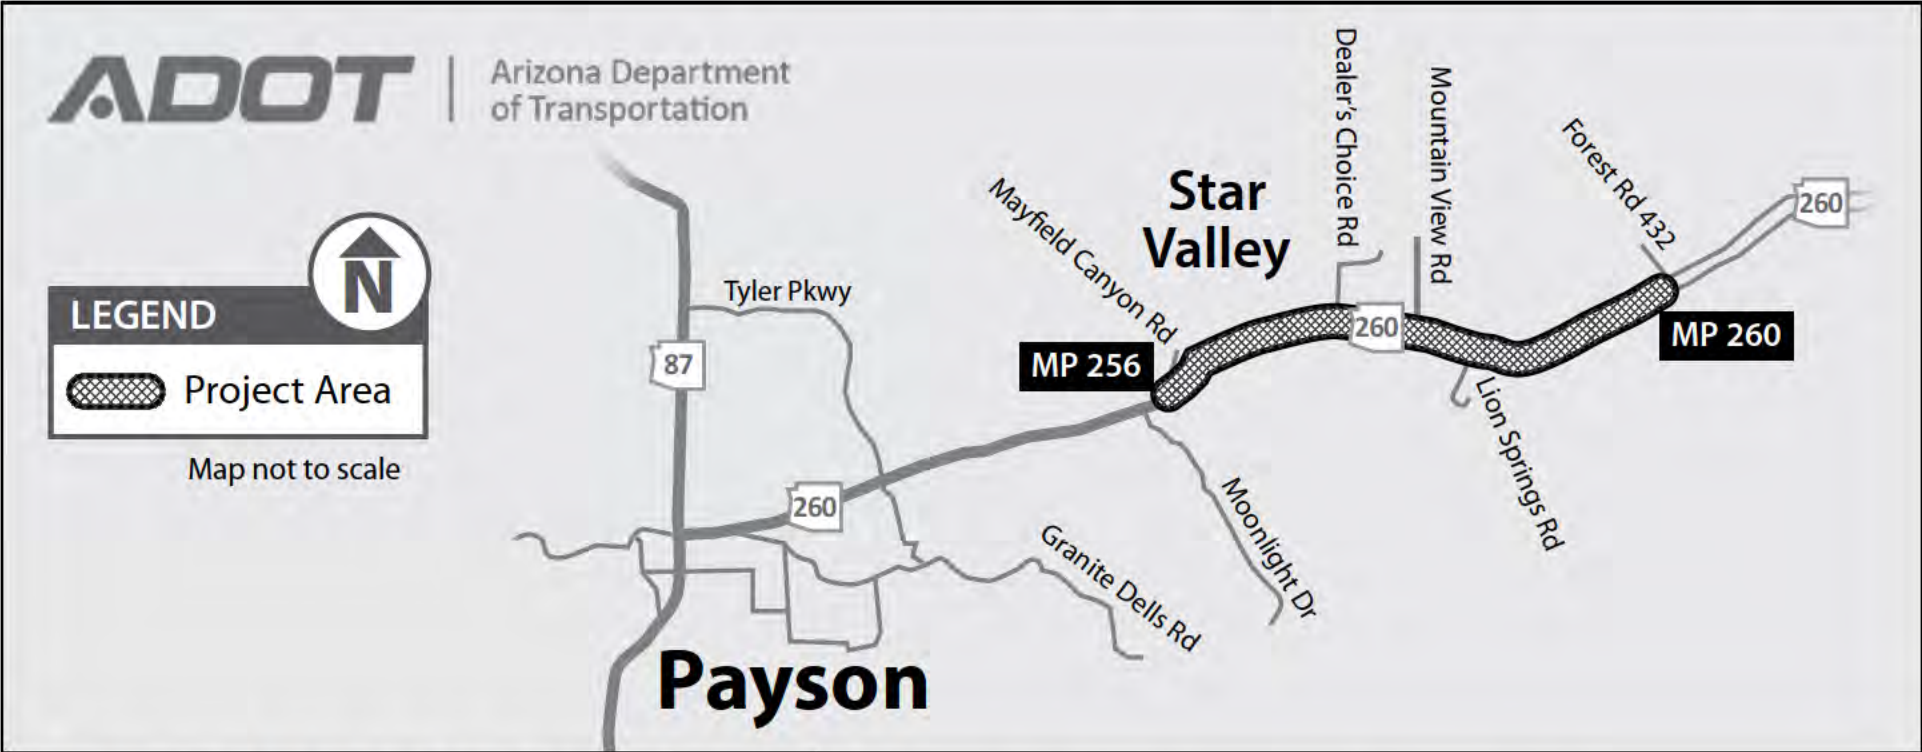 ADOT
Arizona Department
of Transportation
N
LEGEND
Project Area
Map not to scale
Tyler Pkwy
87
260
Payson
Granite Dells Rd
Moonlight Dr
MP 256
Mayfield Canyon Rd
Star
Valley
Dealer's Choice Rd
260
Mountain View Rd
Lion Springs Rd
Forest Rd 432
MP 260
260